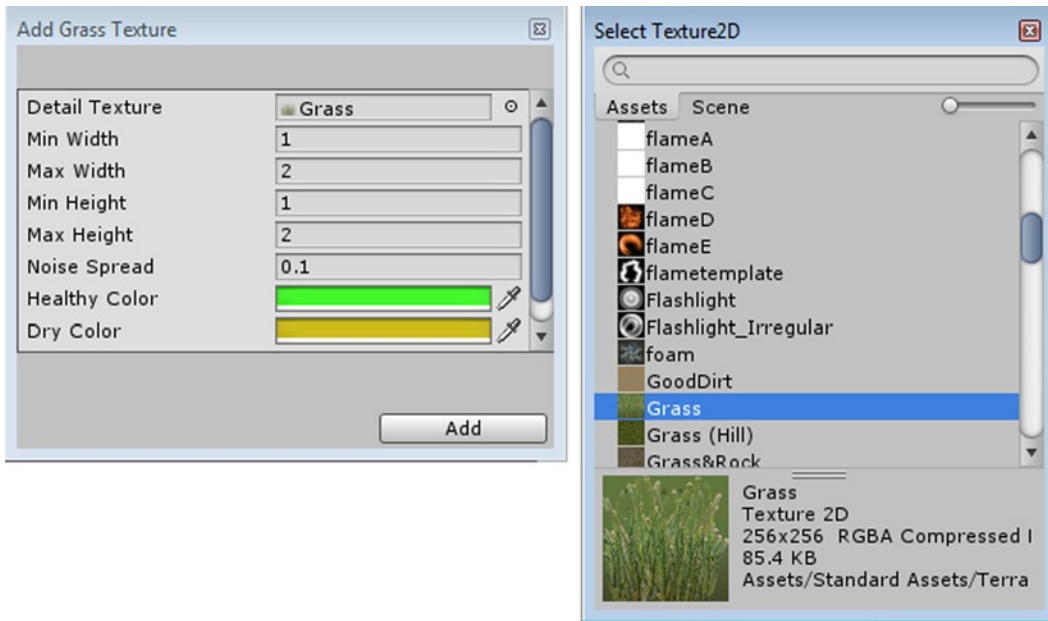 Add Grass Texture
Detail Texture Grass
Min Width 1
Max Width 2
Min Height 1
Max Height 2
Noise Spread 0.1
Healthy Color
Dry Color
Add
Select Texture2D
Assets Scene
flameA
flameB
flameC
flameD
flameE
flametemplate
Flashlight
Flashlight_Irregular
foam
GoodDirt
Grass
Grass (Hill)
Grass&Rock
Grass
Texture 2D
256x256 RGBA Compressed
85.4 KB
Assets/Standard Assets/Terra